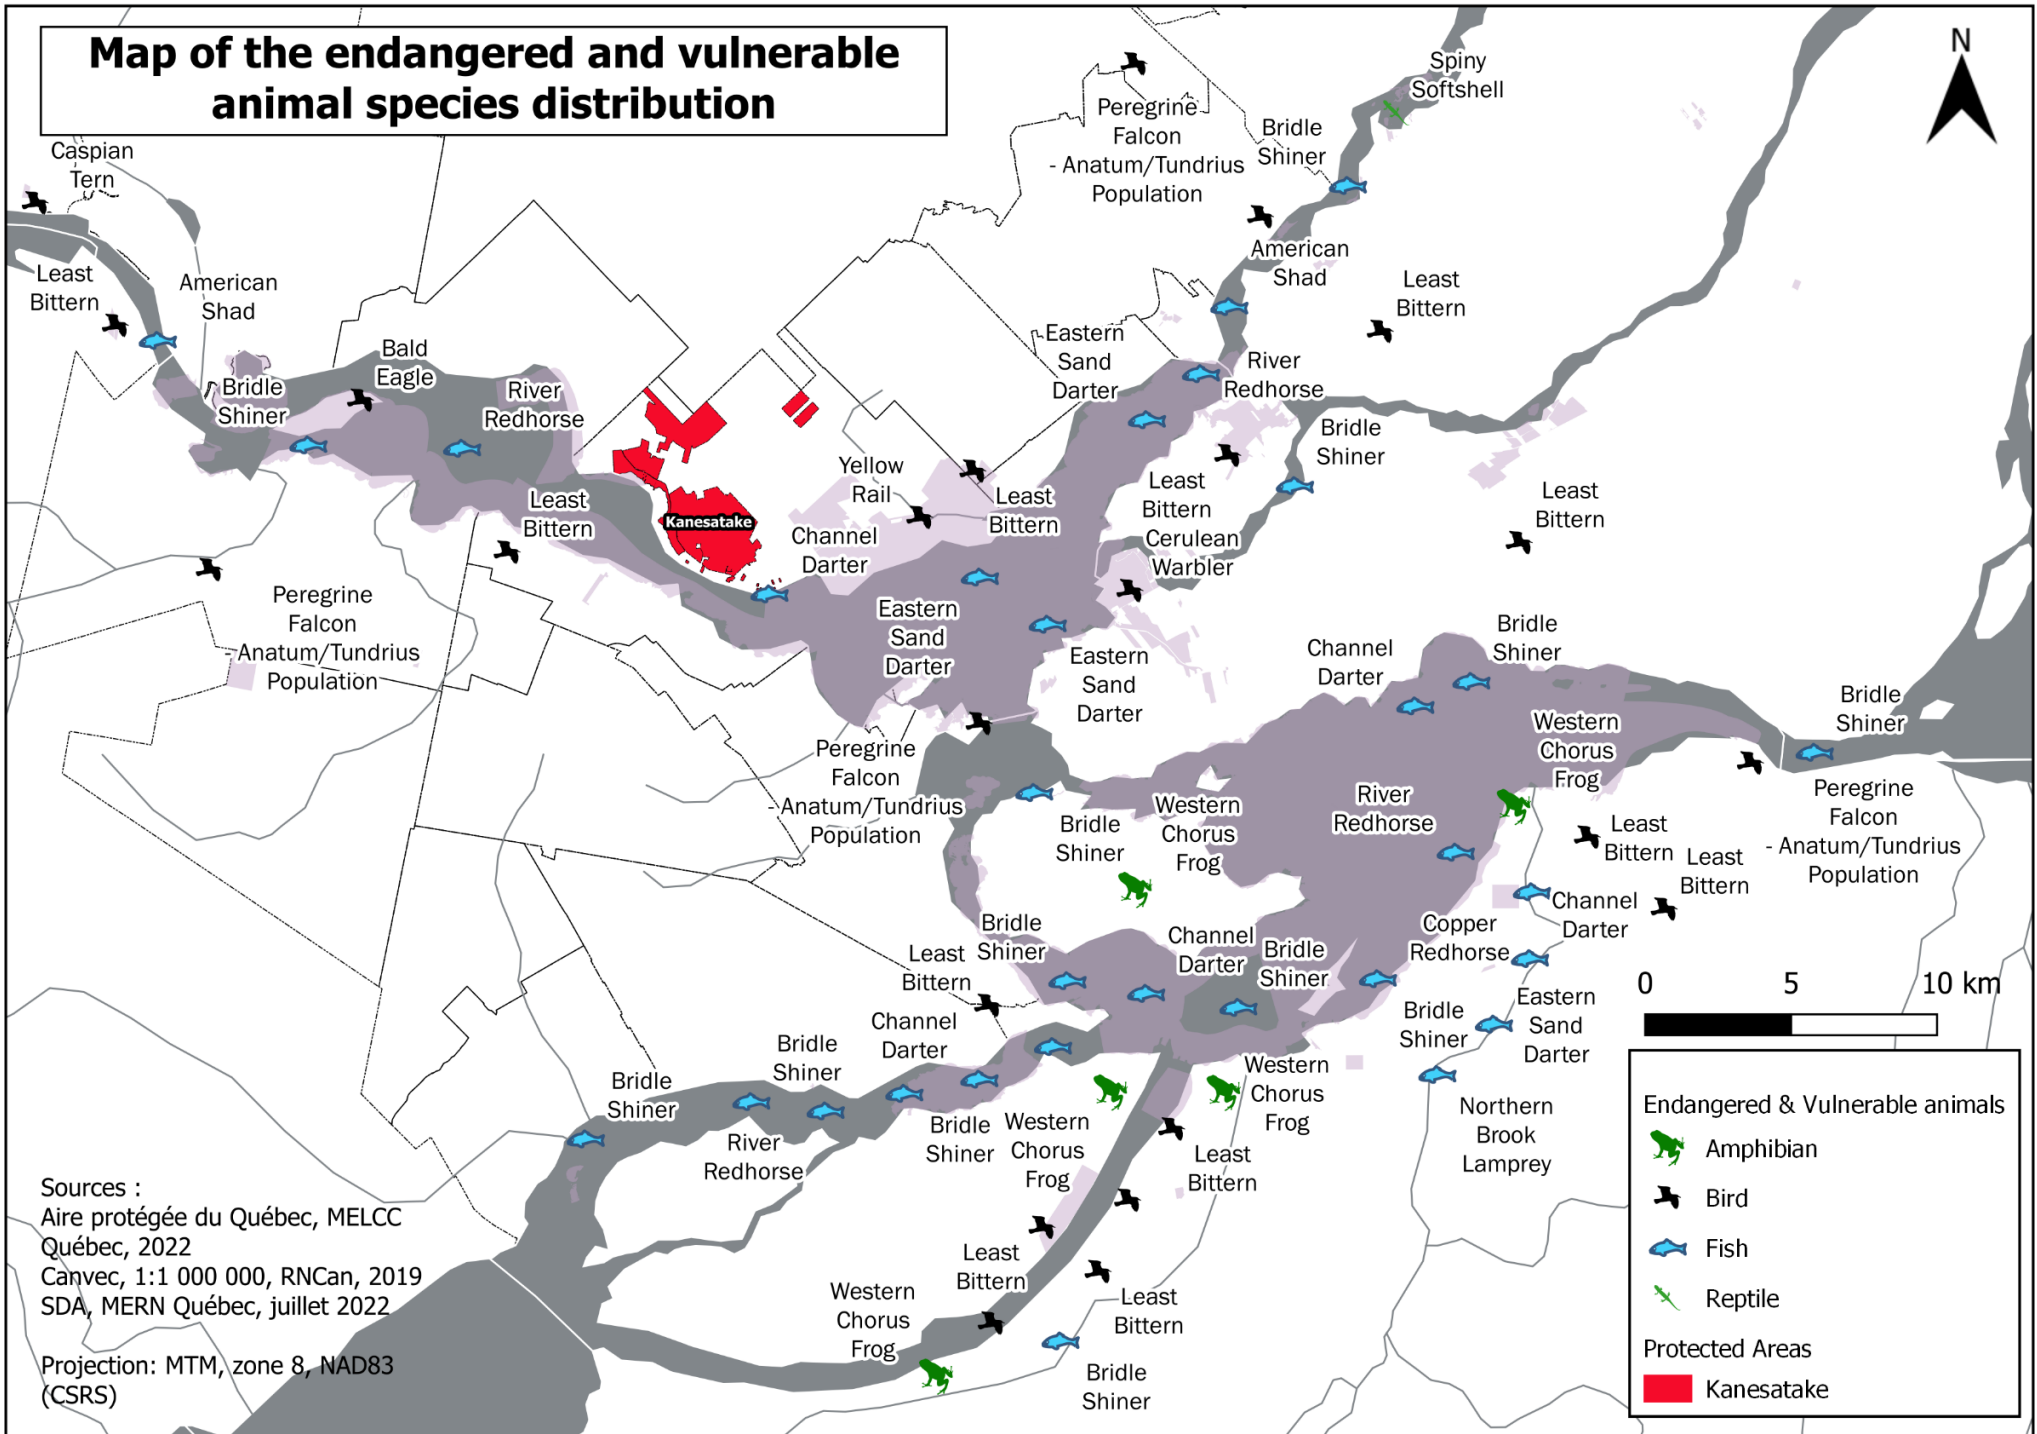 Map of the endangered and vulnerable
animal species distribution
N
Spiny
Softshell
Peregrine
Falcon
- Anatum/Tundrius
Population
Bridle
Shiner
Caspian
Tern
American
Shad
Least
Bittern
American
Shad
Least
Bittern
Eastern
Sand
Darter
River
Redhorse
Bald
Eagle
Bridle
Shiner
River
Redhorse
Bridle
Shiner
Yellow
Rail
Least
Bittern
Least
Bittern
Least
Bittern
Least
Bittern
Kanesatake
Channel
Darter
Cerulean
Warbler
Peregrine
Falcon
- Anatum/Tundrius
Population
Eastern
Sand
Darter
Eastern
Sand
Darter
Channel
Darter
Bridle
Shiner
Bridle
Shiner
Western
Chorus
Frog
Peregrine
Falcon
- Anatum/Tundrius
Population
Bridle
Shiner
Western
Chorus
Frog
River
Redhorse
Least
Bittern
Least
Bittern
Peregrine
Falcon
- Anatum/Tundrius
Population
Channel
Darter
Copper
Redhorse
Bridle
Shiner
Least
Bittern
Channel
Darter
Bridle
Shiner
0 5 10 km
Bridle
Shiner
Eastern
Sand
Darter
Channel
Darter
Bridle
Shiner
Bridle
Shiner
Western
Chorus
Frog
Northern
Brook
Lamprey
River
Redhorse
Bridle
Shiner
Western
Chorus
Frog
Least
Bittern
Least
Bittern
Western
Chorus
Frog
Least
Bittern
Bridle
Shiner
Endangered & Vulnerable animals
Amphibian
Bird
Fish
Reptile
Protected Areas
Kanesatake
Sources :
Aire protégée du Québec, MELCC
Québec, 2022
Canvec, 1:1 000 000, RNCan, 2019
SDA, MERN Québec, juillet 2022
Projection: MTM, zone 8, NAD83
(CSRS)